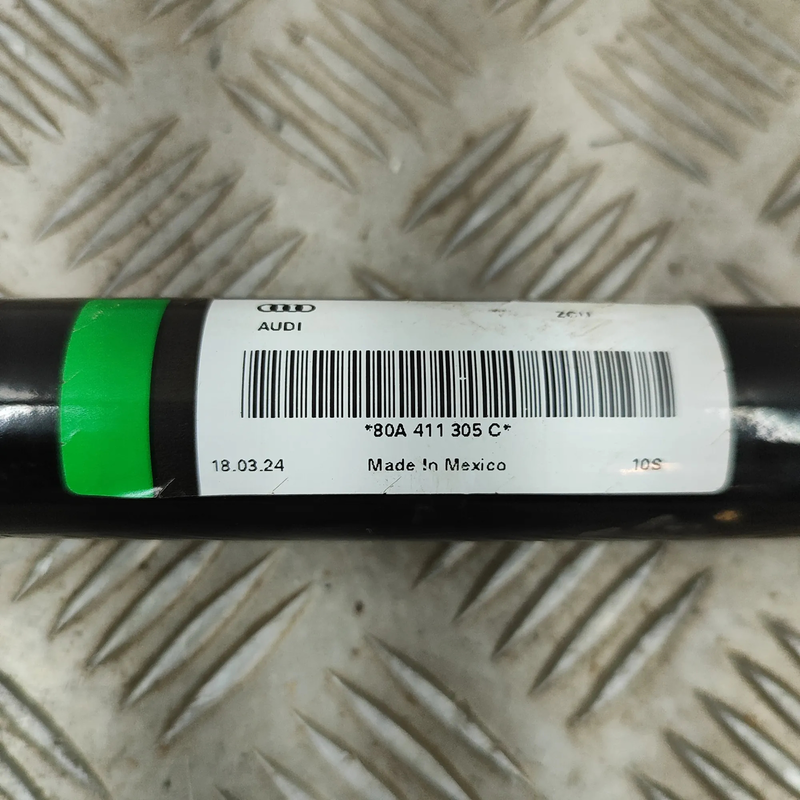 AUDI
*80A 411 305 C*
18.03.24 Made In Mexico 10S